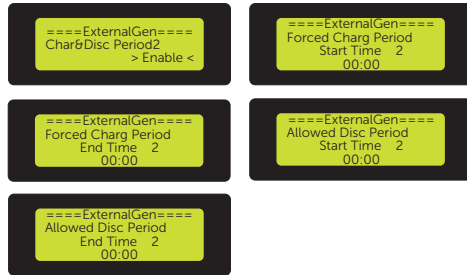 ====ExternalGen====
Char&Disc Period2
> Enable <
====ExternalGen====
Forced Charg Period
Start Time 2
00:00
====ExternalGen====
Forced Charg Period
End Time 2
00:00
====ExternalGen====
Allowed Disc Period
Start Time 2
00:00
====ExternalGen====
Allowed Disc Period
End Time 2
00:00